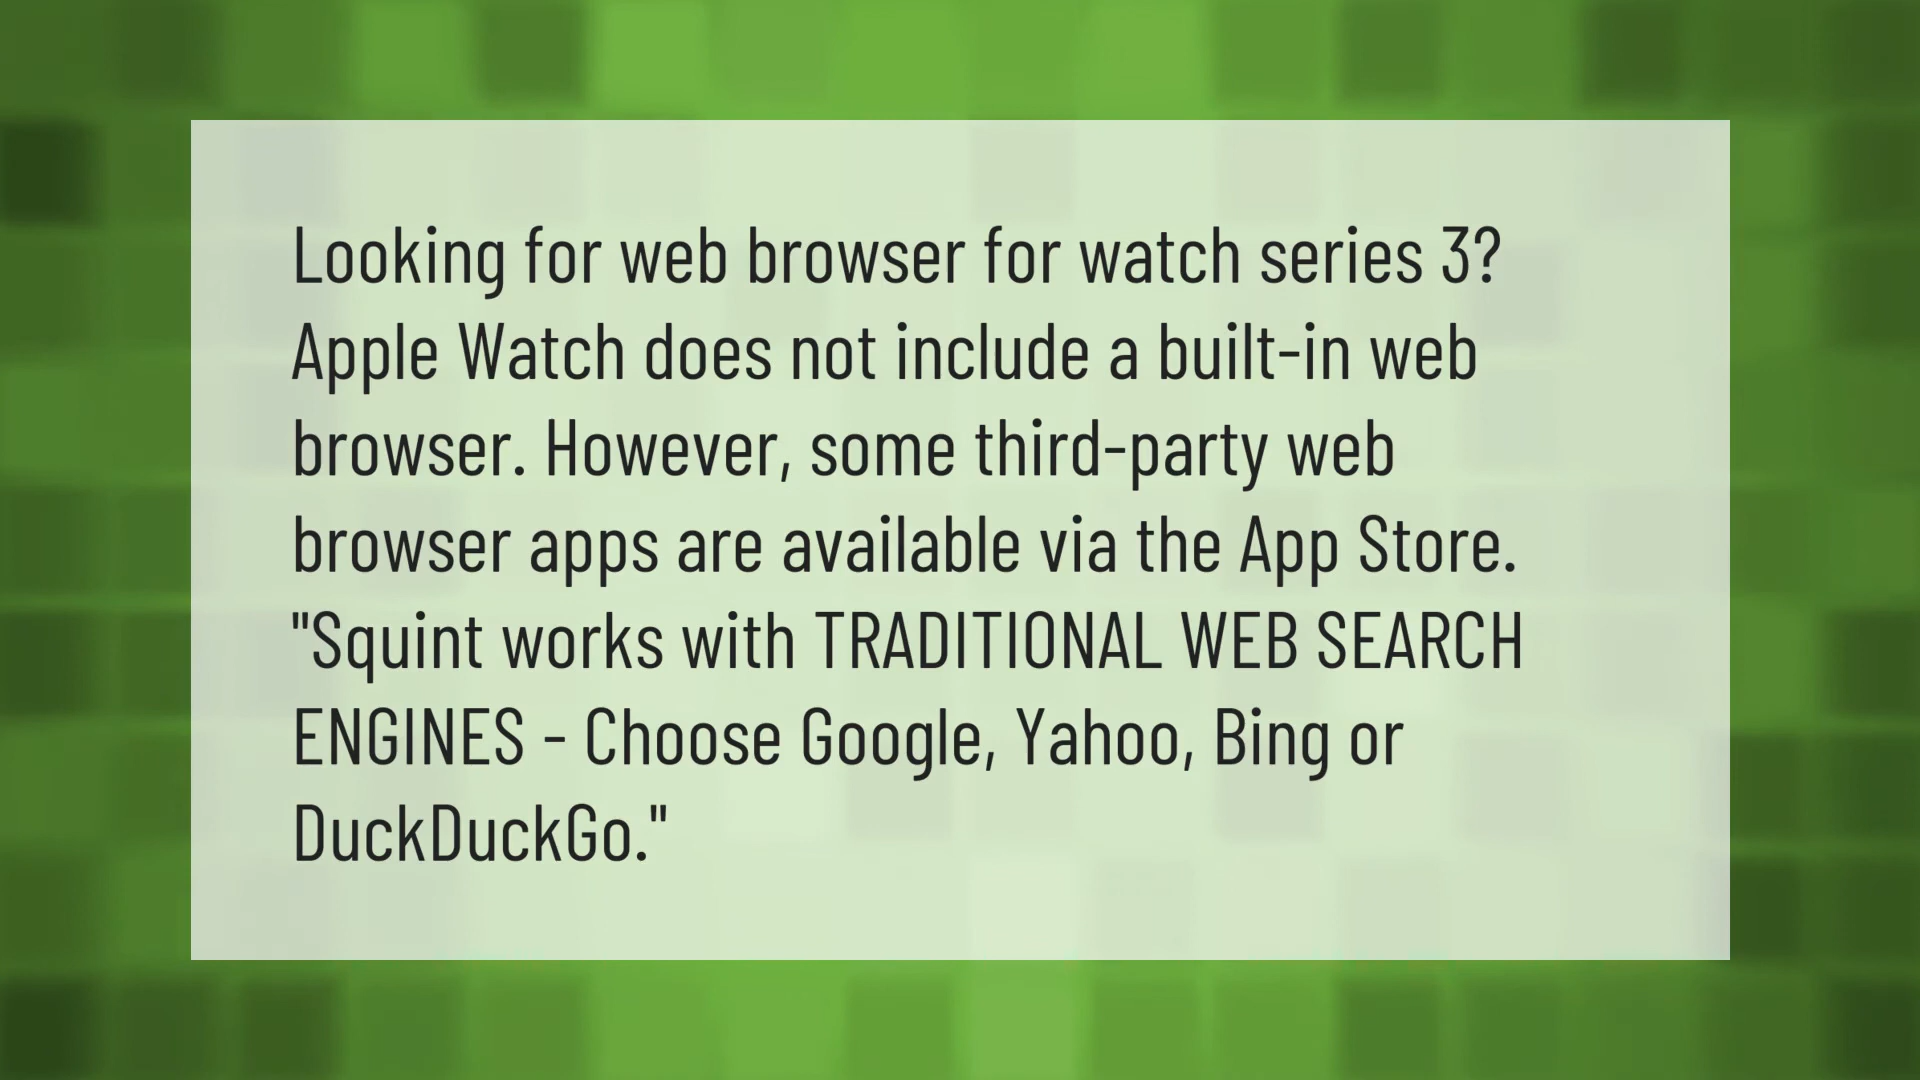 Looking for web browser for watch series 3?
Apple Watch does not include a built-in web
browser. However, some third-party web
browser apps are available via the App Store.
"Squint works with TRADITIONAL WEB SEARCH
ENGINES - Choose Google, Yahoo, Bing or
DuckDuckGo."